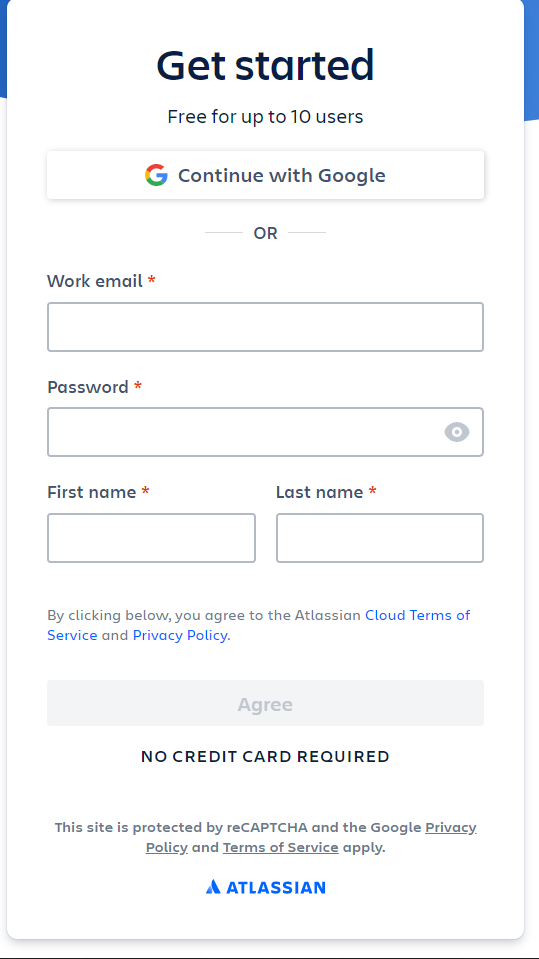 Get started
Free for up to 10 users
Continue with Google
OR
Work email *
Password *
First name *
Last name *
By clicking below, you agree to the Atlassian Cloud Terms of
Service and Privacy Policy.
Agree
NO CREDIT CARD REQUIRED
This site is protected by reCAPTCHA and the Google Privacy
Policy and Terms of Service apply.
ATLASSIAN